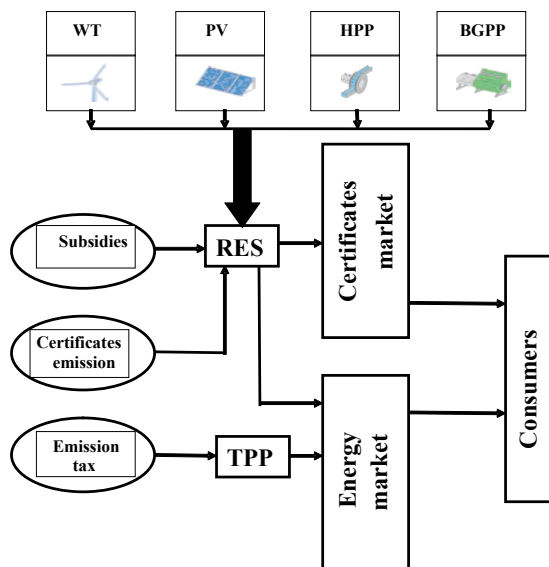 WT
PV
HPP
BGPP
Subsidies
RES
Certificates
market
Certificates
emission
Consumers
Emission
tax
TPP
Energy
market